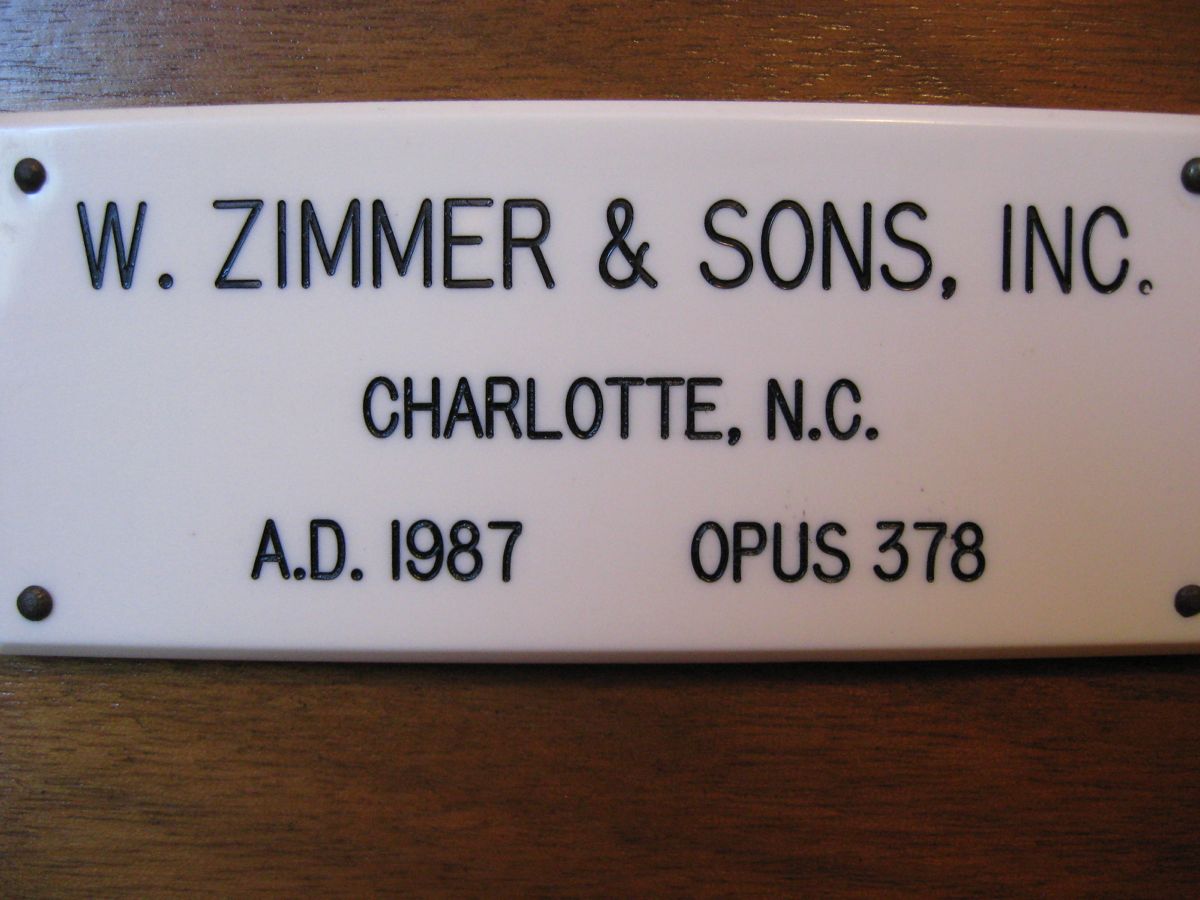 W. ZIMMER & SONS, INC.
CHARLOTTE, N.C.
A.D. 1987 OPUS 378